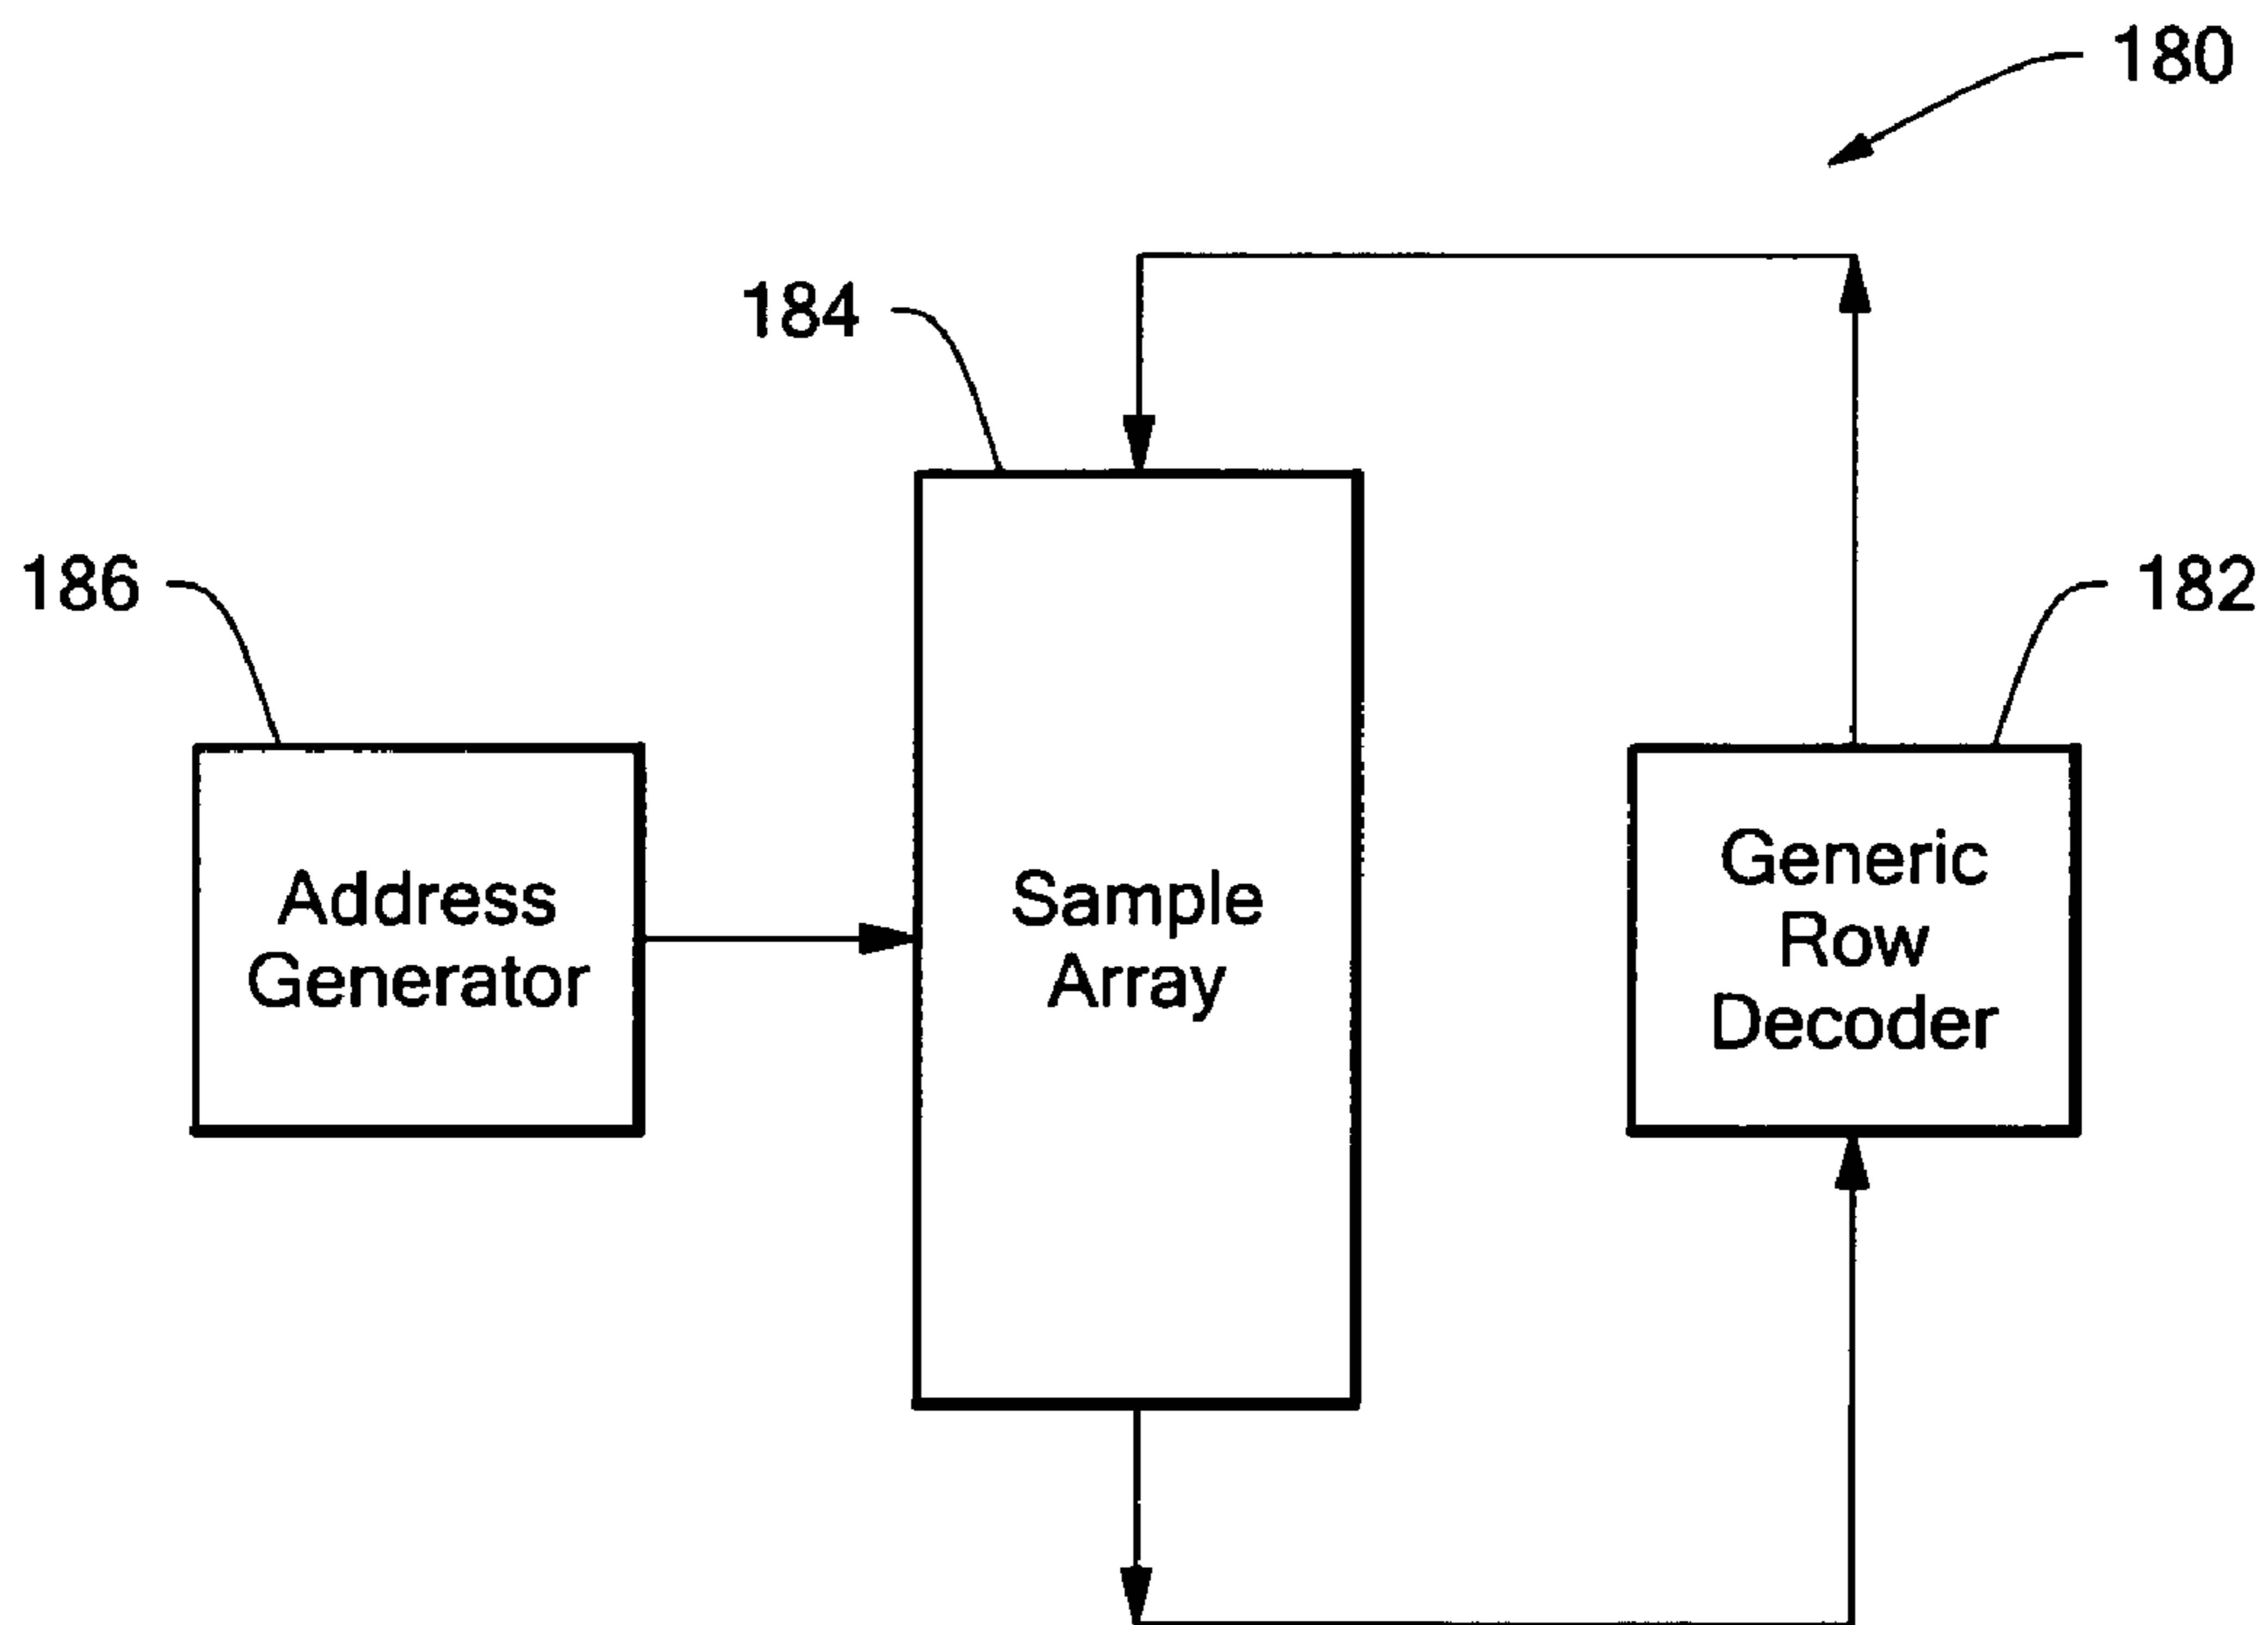 180
184
186
182
Address
Generator
Sample
Array
Generic
Row
Decoder